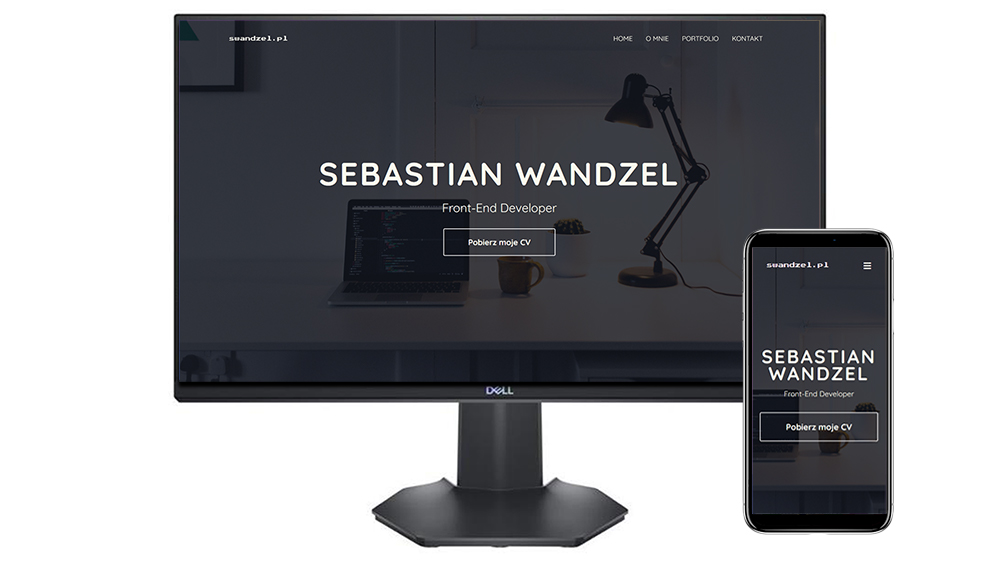 swandzel.pl
HOME O MNIE PORTFOLIO KONTAKT
SEBASTIAN WANDZEL
Front-End Developer
Pobierz moje CV
DELL
swandzel.pl
SEBASTIAN
WANDZEL
Front-End Developer
Pobierz moje CV